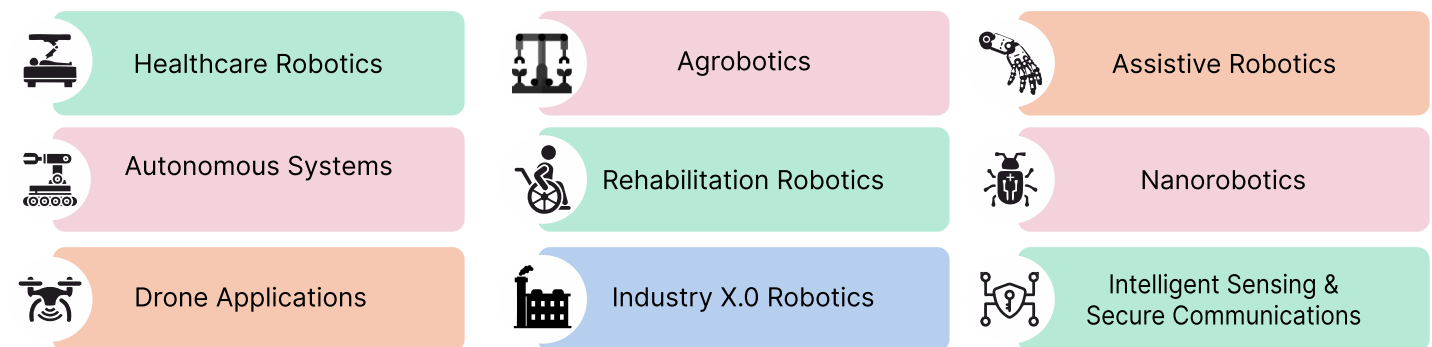 Healthcare Robotics
Agrobotics
Assistive Robotics
Autonomous Systems
Rehabilitation Robotics
Nanorobotics
Drone Applications
Industry X.0 Robotics
Intelligent Sensing &
Secure Communications